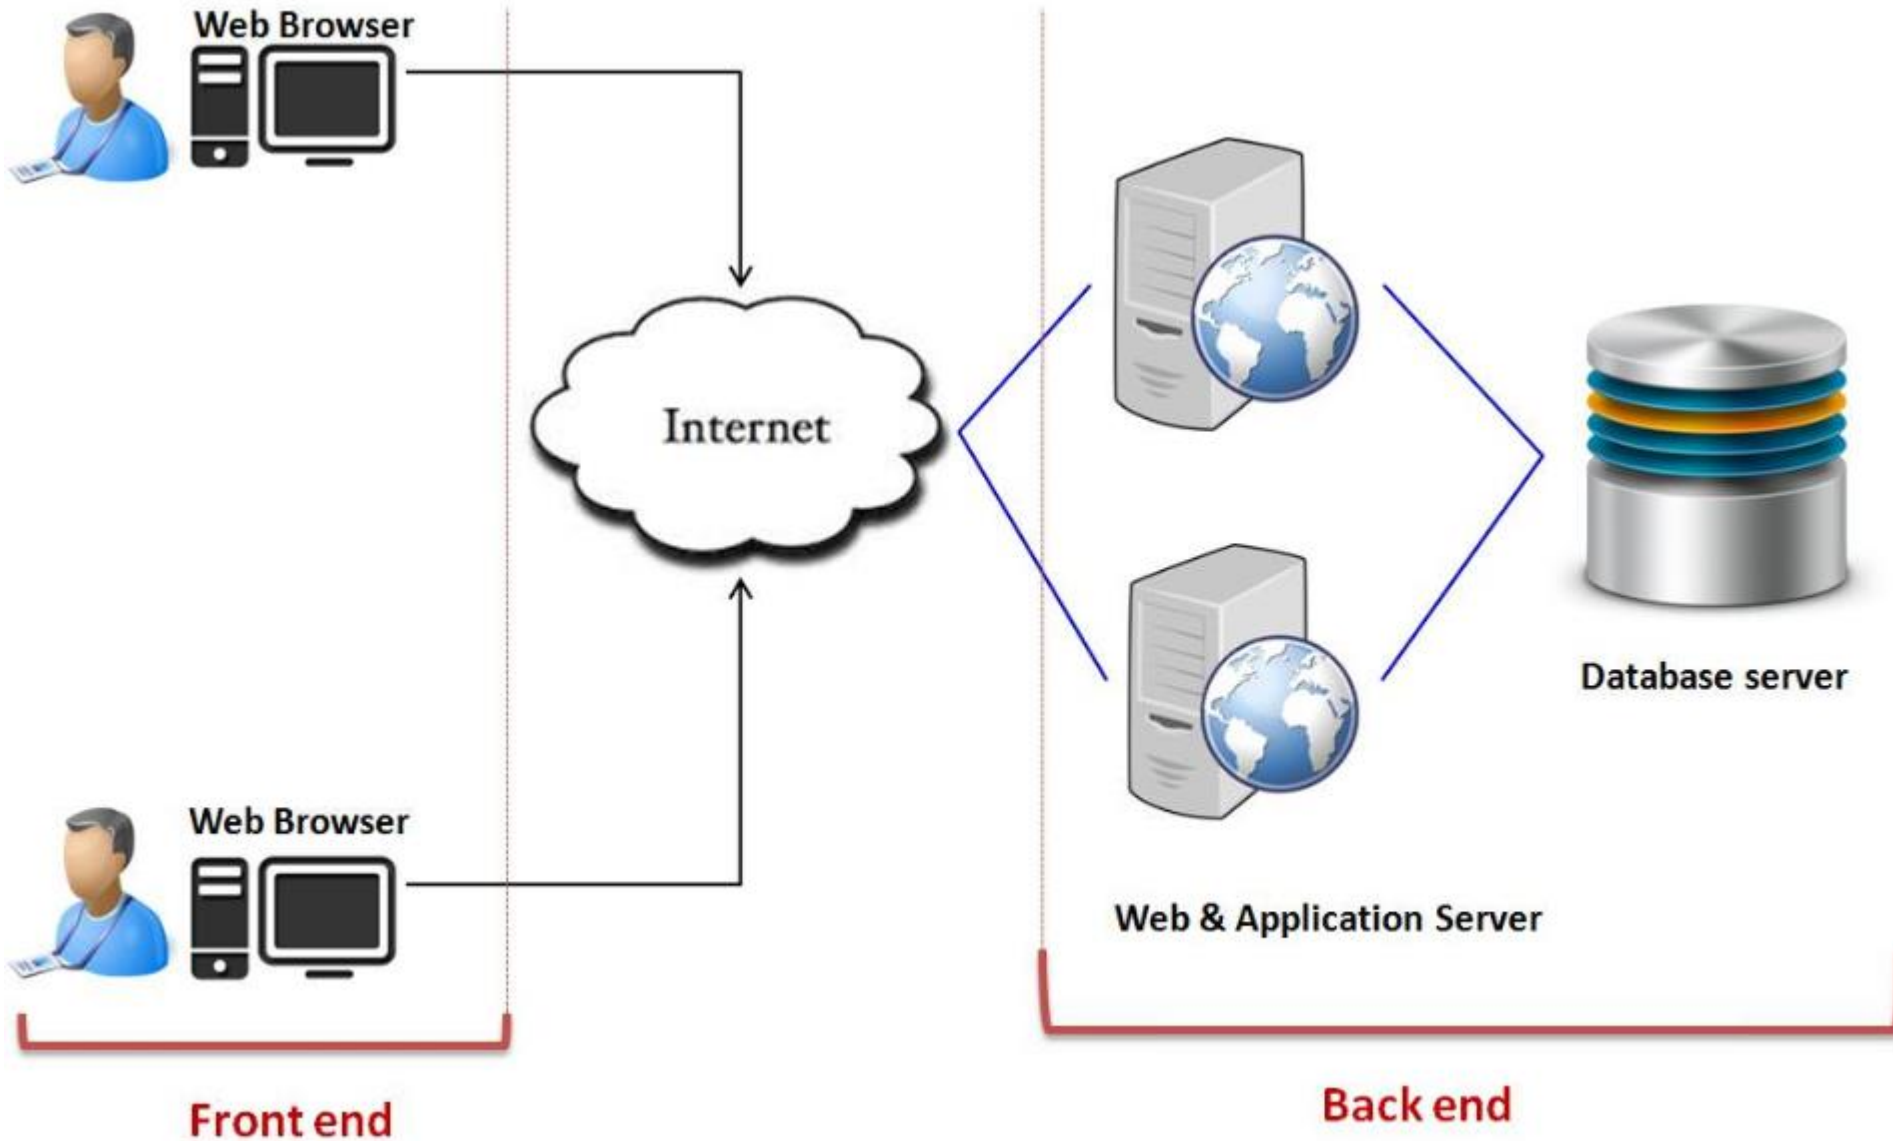 Web Browser
Internet
Database server
Web Browser
Web & Application Server
Front end
Back end